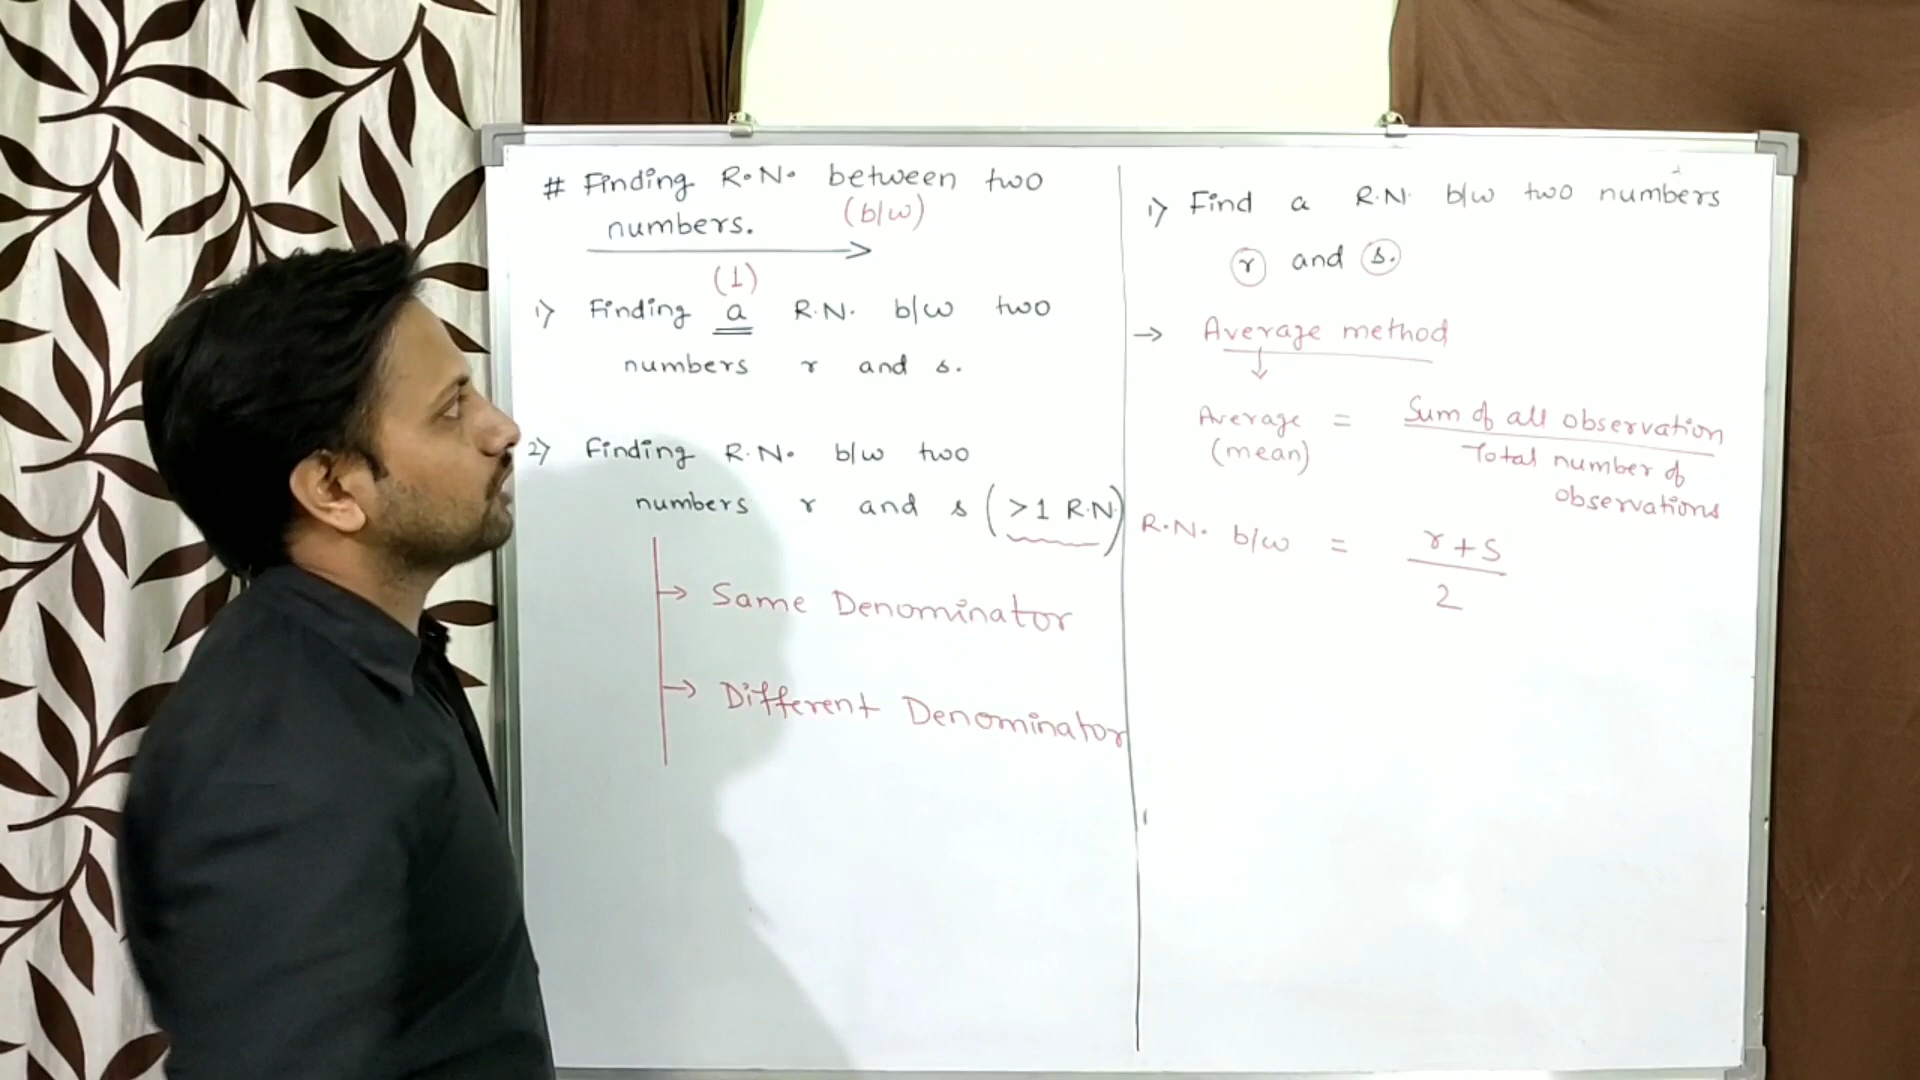 # Finding R.N. between two
(b/w)
numbers.
(1)
1) Finding a R.N. b/w two
numbers r and s.
2) Finding R.N. b/w two
numbers r and s (>1 R.N.)
→ Same Denominator
→ Different Denominator
1) Find a R.N. b/w two numbers
r and s.
→ Average method
Average = Sum of all observation
(mean) Total number of
observations
R.N. b/w = r+s
2